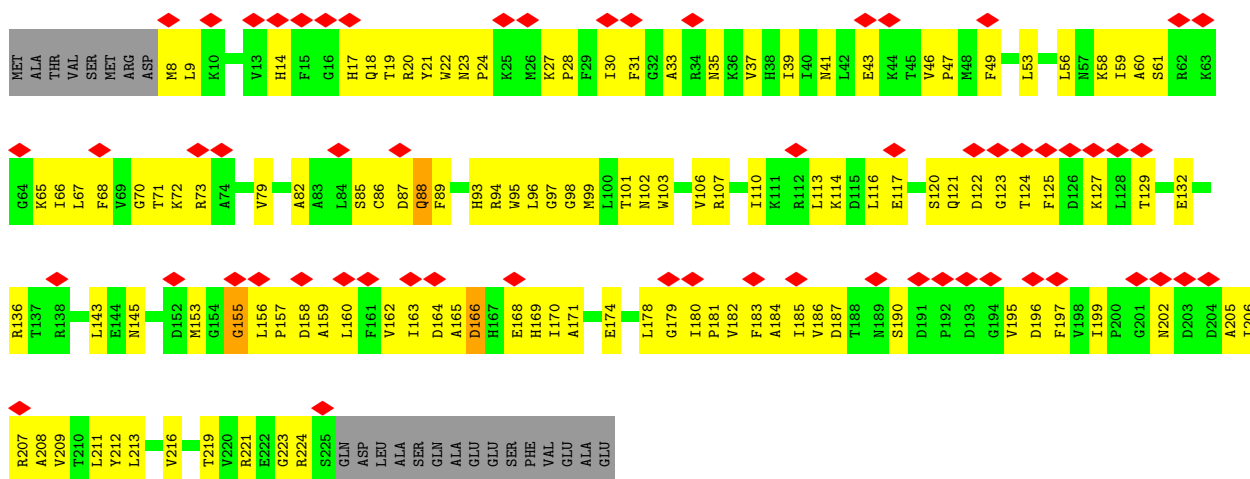 MET ALA THR VAL SER MET ARG ASP M8 L9 K10 V13 H14 F15 G16 H17 Q18 T19 R20 Y21 W22 N23 P24 K25 M26 K27 P28 F29 I30 F31 G32 A33 R34 N35 K36 V37 H38 I39 I40 N41 L42 E43 K44 T45 V46 P47 M48 F49 L53 L56 N57 K58 I59 A60 S61 R62 K63
G64 K65 I66 L67 F68 V69 G70 T71 K72 R73 A74 V79 A82 A83 L84 S85 C86 D87 Q88 F89 H93 R94 W95 L96 G97 G98 M99 L100 T101 N102 W103 V106 R107 I110 K111 R112 L113 K114 D115 L116 E117 S120 Q121 D122 G123 T124 F125 D126 K127 L128 T129 E132
R136 T137 R138 L143 E144 N145 D152 M153 G154 G155 L156 P157 D158 A159 L160 F161 V162 I163 D164 A165 D166 H167 E168 H169 I170 A171 E174 L178 G179 I180 P181 V182 F183 A184 I185 V186 D187 T188 N189 S190 D191 P192 D193 G194 V195 D196 F197 V198 I199 P200 G201 N202 D203 D204 A205 I206
R207 A208 V209 T210 L211 Y212 L213 V216 T219 V220 R221 E222 G223 R224 S225 GLN ASP LEU ALA SER GLN ALA GLU GLU SER PHE VAL GLU ALA GLU